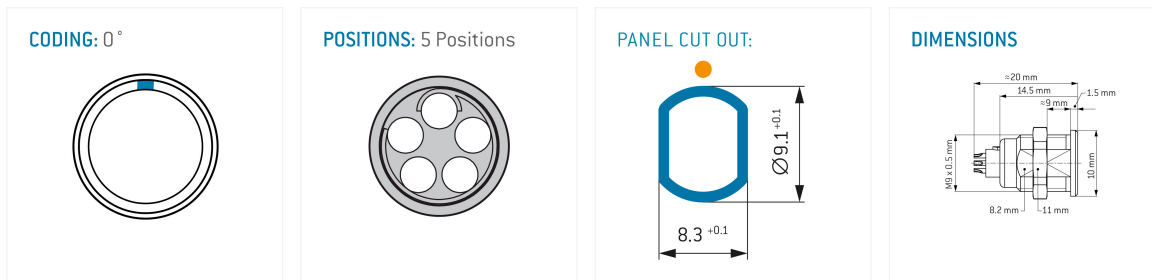 CODING: 0°
POSITIONS: 5 Positions
PANEL CUT OUT:
Ø9.1 +0.1
8.3 +0.1
DIMENSIONS
≈20 mm
14.5 mm
1.5 mm
≈9 mm
M9 x 0.5 mm
10 mm
8.2 mm
11 mm